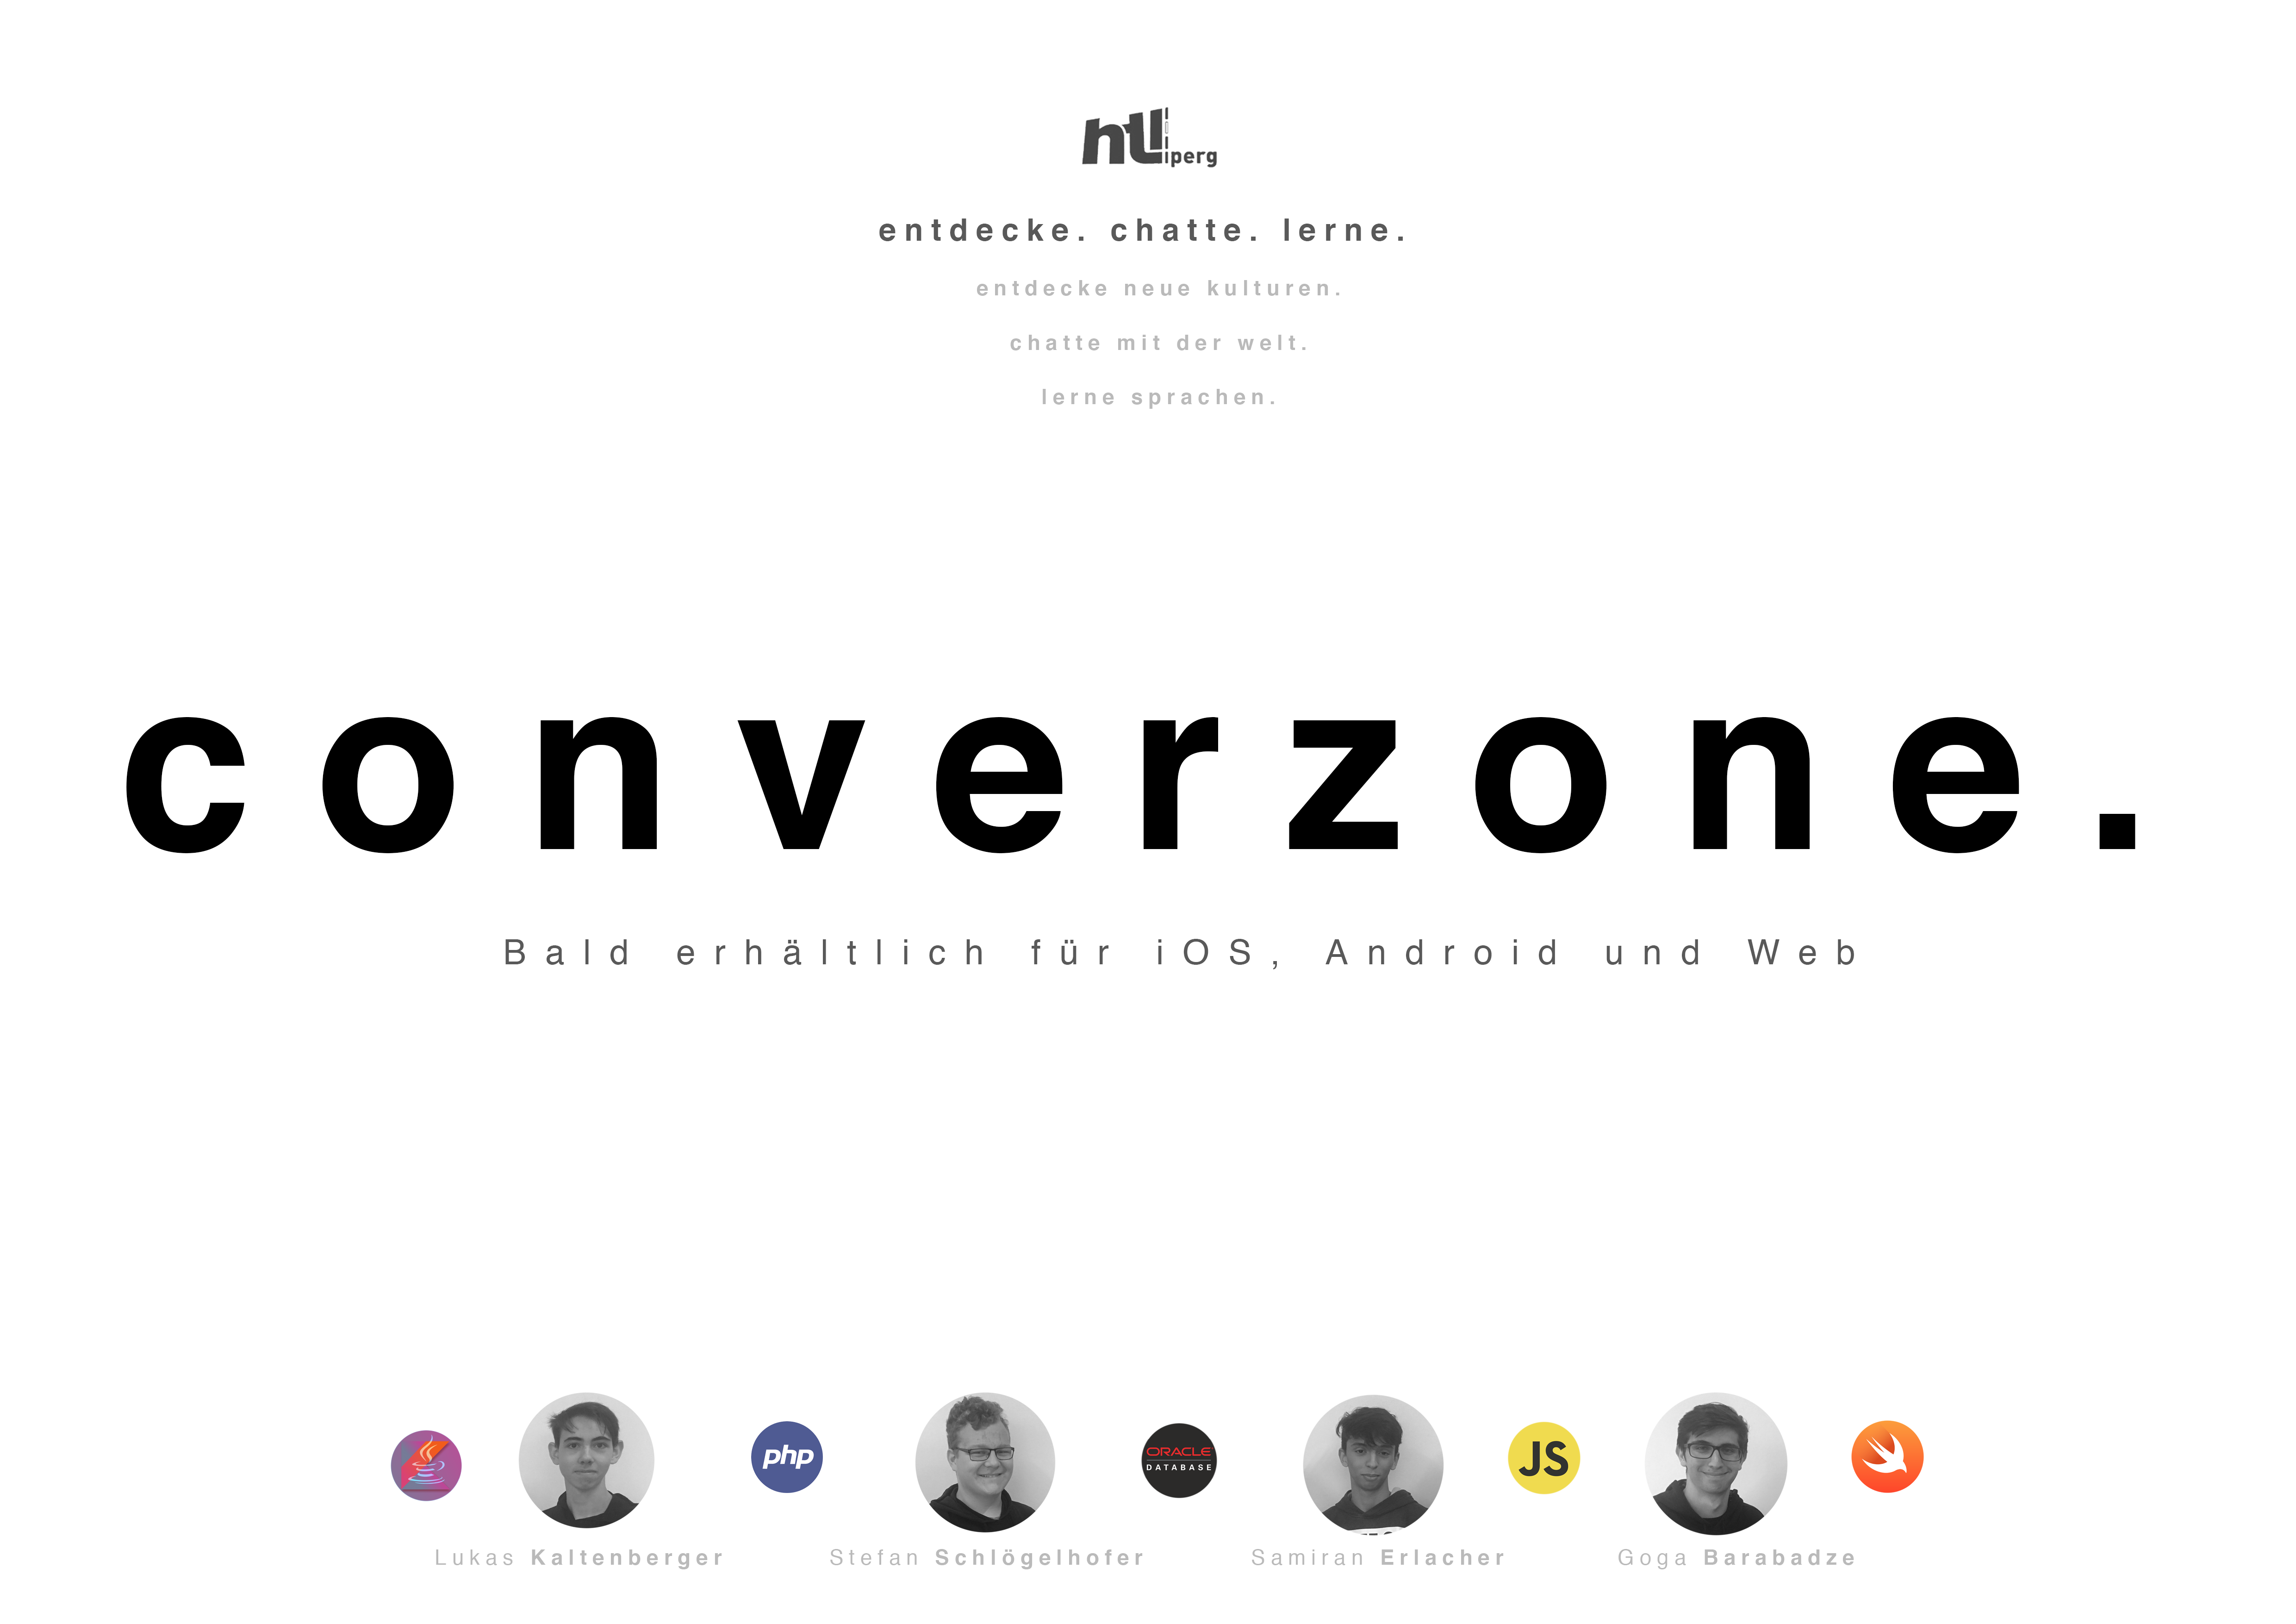 htl
iperg
entdecke. chatte. lerne.
entdecke neue kulturen.
chatte mit der welt.
lerne sprachen.
converzone.
Bald erhältlich für iOS, Android und Web
php
ORACLE
DATABASE
JS
Lukas Kaltenberger
Stefan Schlögelhofer
Samiran Erlacher
Goga Barabadze